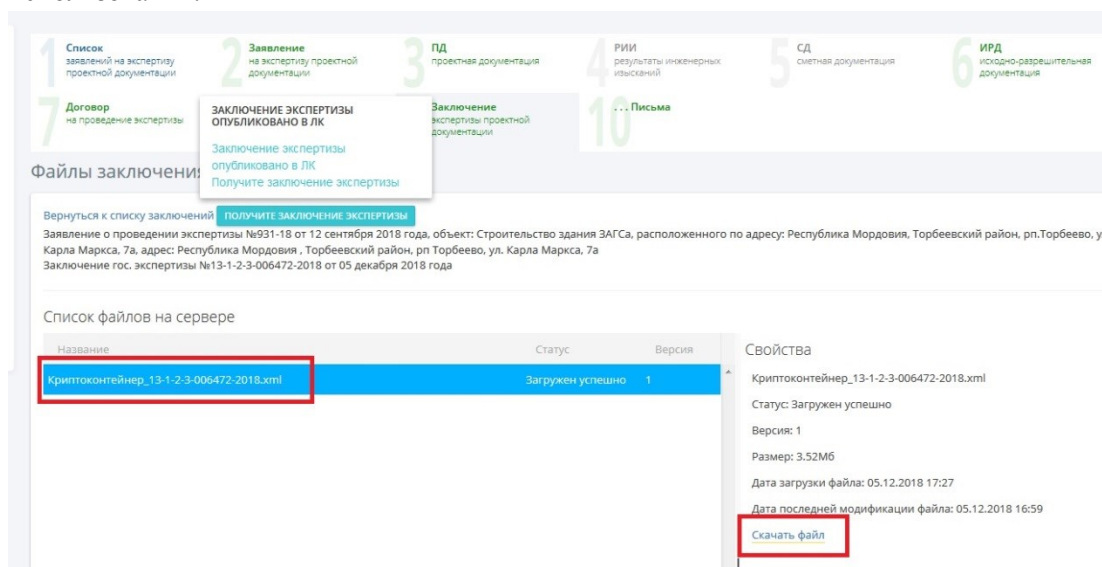 1 Список
заявлений на экспертизу
проектной документации
2 Заявление
на экспертизу проектной
документации
3 ПД
проектная документация
4 РИИ
результаты инженерных
изысканий
5 СД
сметная документация
6 ИРД
исходно-разрешительная
документация
7 Договор
на проведение экспертизы
ЗАКЛЮЧЕНИЕ ЭКСПЕРТИЗЫ
ОПУБЛИКОВАНО В ЛК
Заключение экспертизы
опубликовано в ЛК
Получите заключение экспертизы
Заключение
экспертизы проектной
документации
10 ... Письма
Файлы заключения
Вернуться к списку заключений ПОЛУЧИТЕ ЗАКЛЮЧЕНИЕ ЭКСПЕРТИЗЫ
Заявление о проведении экспертизы №931-18 от 12 сентября 2018 года, объект: Строительство здания ЗАГСа, расположенного по адресу: Республика Мордовия, Торбеевский район, рп.Торбеево, у
Карла Маркса, 7а, адрес: Республика Мордовия , Торбеевский район, рп Торбеево, ул. Карла Маркса, 7а
Заключение гос. экспертизы №13-1-2-3-006472-2018 от 05 декабря 2018 года
Список файлов на сервере
Название Статус Версия
Криптоконтейнер_13-1-2-3-006472-2018.xml Загружен успешно 1
Свойства
Криптоконтейнер_13-1-2-3-006472-2018.xml
Статус: Загружен успешно
Версия: 1
Размер: 3.52Мб
Дата загрузки файла: 05.12.2018 17:27
Дата последней модификации файла: 05.12.2018 16:59
Скачать файл